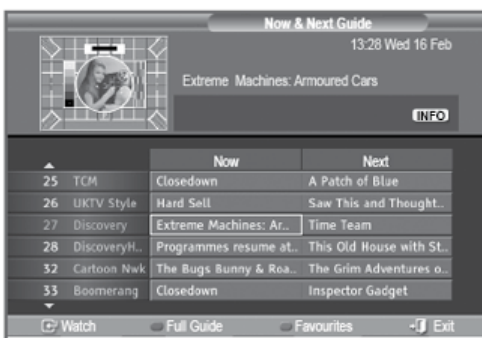 Now & Next Guide
13:28 Wed 16 Feb
Extreme Machines: Armoured Cars
INFO
Now Next
25 TCM Closedown A Patch of Blue
26 UKTV Style Hard Sell Saw This and Thought..
27 Discovery Extreme Machines: Ar.. Time Team
28 DiscoveryH.. Programmes resume at.. This Old House with St..
32 Cartoon Nwk The Bugs Bunny & Roa.. The Grim Adventures o..
33 Boomerang Closedown Inspector Gadget
Watch Full Guide Favourites Exit